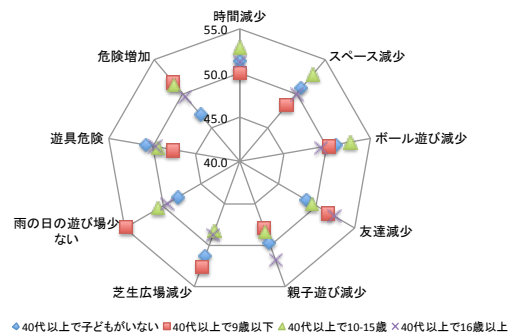 時間減少
55.0
危険増加
スペース減少
50.0
45.0
遊具危険
ボール遊び減少
40.0
雨の日の遊び場少
ない
友達減少
芝生広場減少
親子遊び減少
40代以上で子どもがいない 40代以上で9歳以下 40代以上で10-15歳 40代以上で16歳以上